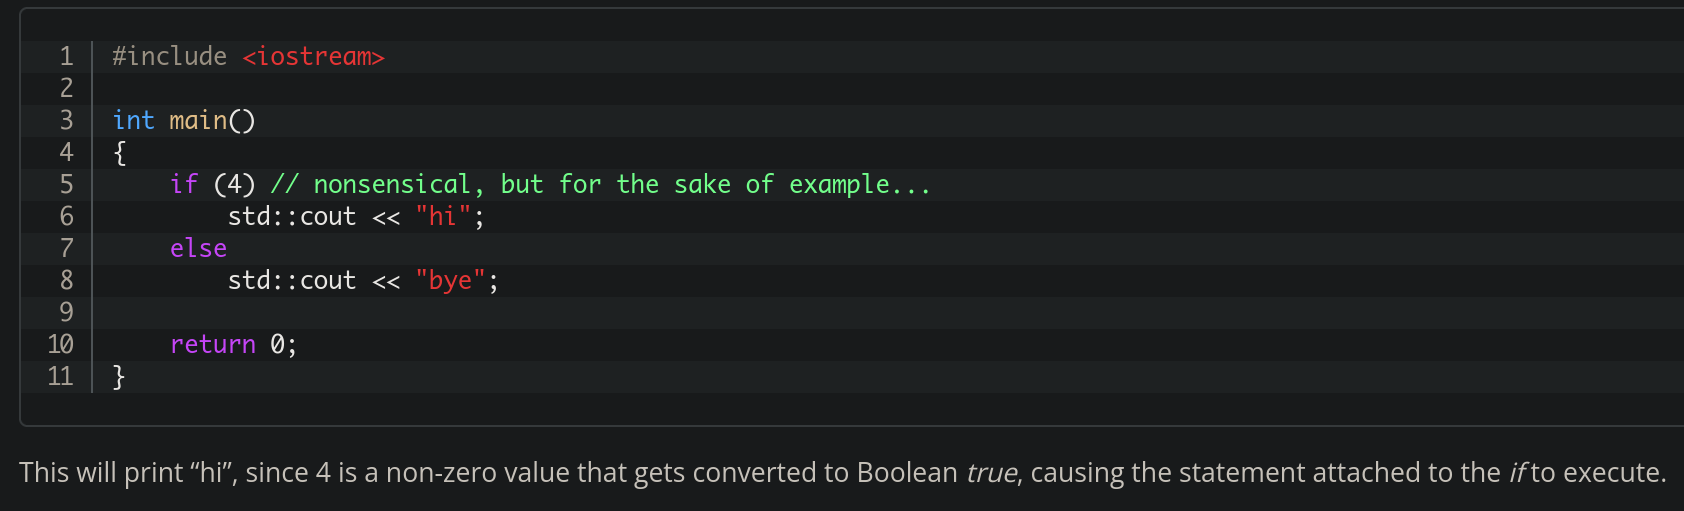 1 #include <iostream>
2
3 int main()
4 {
5     if (4) // nonsensical, but for the sake of example...
6         std::cout << "hi";
7     else
8         std::cout << "bye";
9
10     return 0;
11 }
This will print “hi”, since 4 is a non-zero value that gets converted to Boolean true, causing the statement attached to the if to execute.